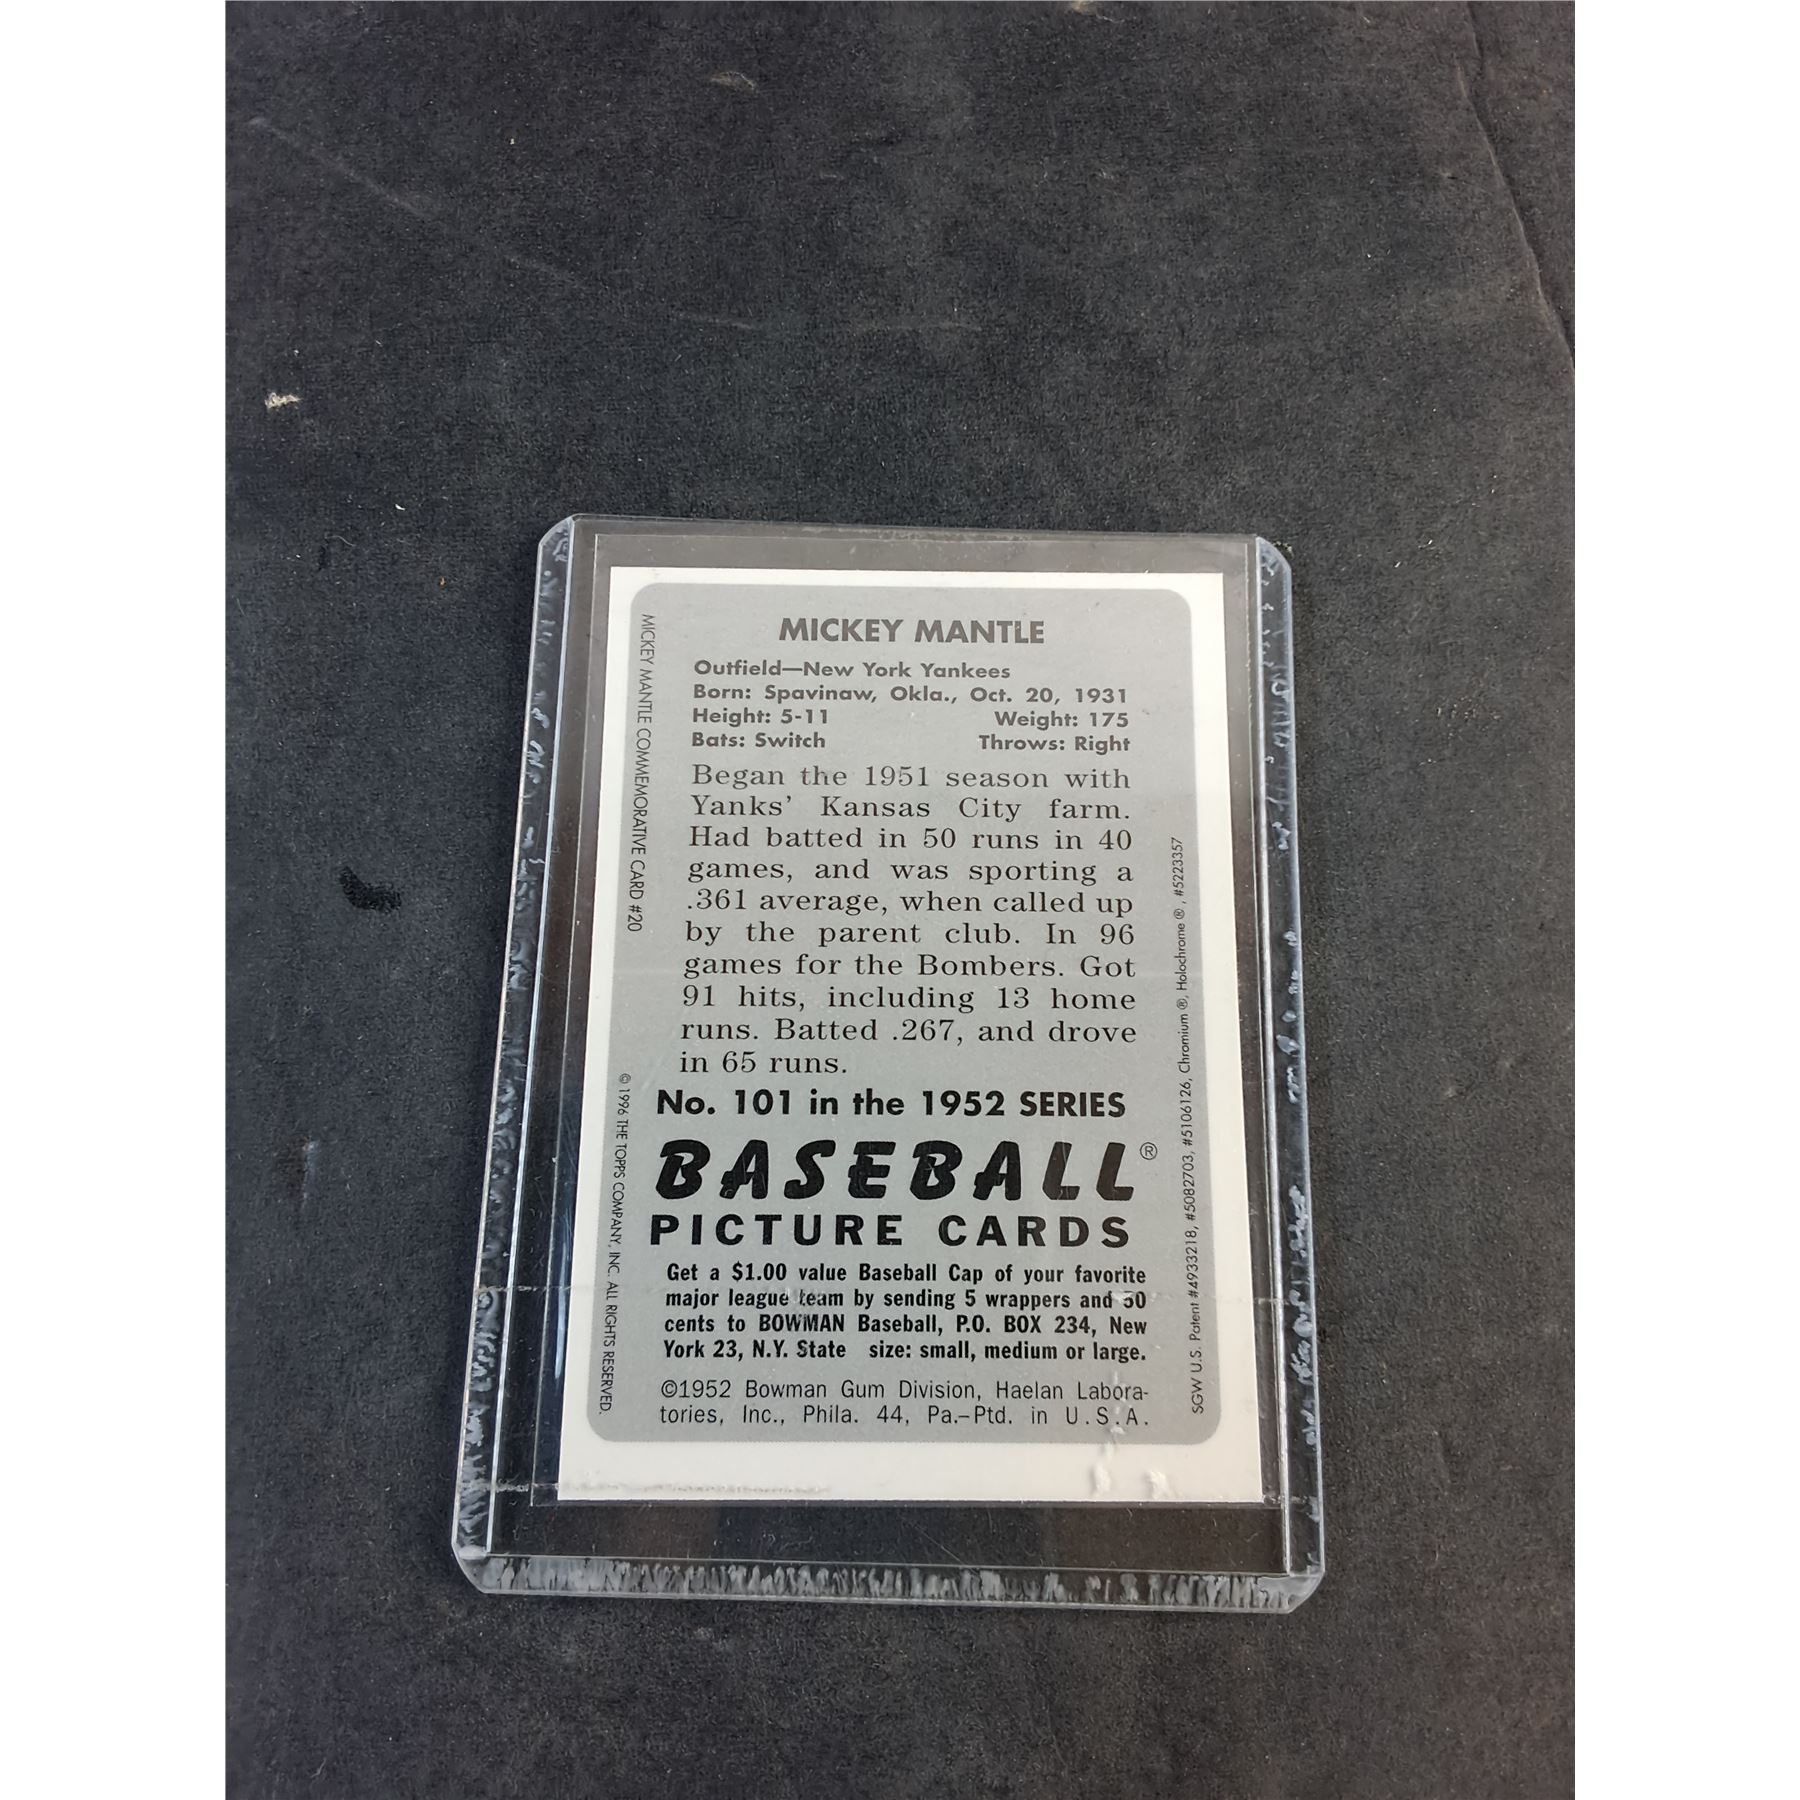 MICKEY MANTLE
Outfield—New York Yankees
Born: Spavinaw, Okla., Oct. 20, 1931
Height: 5-11 Weight: 175
Bats: Switch Throws: Right
Began the 1951 season with
Yanks' Kansas City farm.
Had batted in 50 runs in 40
games, and was sporting a
.361 average, when called up
by the parent club. In 96
games for the Bombers. Got
91 hits, including 13 home
runs. Batted .267, and drove
in 65 runs.
No. 101 in the 1952 SERIES
BASEBALL®
PICTURE CARDS
Get a $1.00 value Baseball Cap of your favorite
major league team by sending 5 wrappers and 50
cents to BOWMAN Baseball, P.O. BOX 234, New
York 23, N.Y. State size: small, medium or large.
©1952 Bowman Gum Division, Haelan Labora-
tories, Inc., Phila. 44, Pa.–Ptd. in U.S.A.
MICKEY MANTLE COMMEMORATIVE CARD #20
© 1996 THE TOPPS COMPANY, INC. ALL RIGHTS RESERVED.
SGW U.S. Patent #4933218, #5082703, #5106126, Chromium ®, Holochrome ®, #5223357